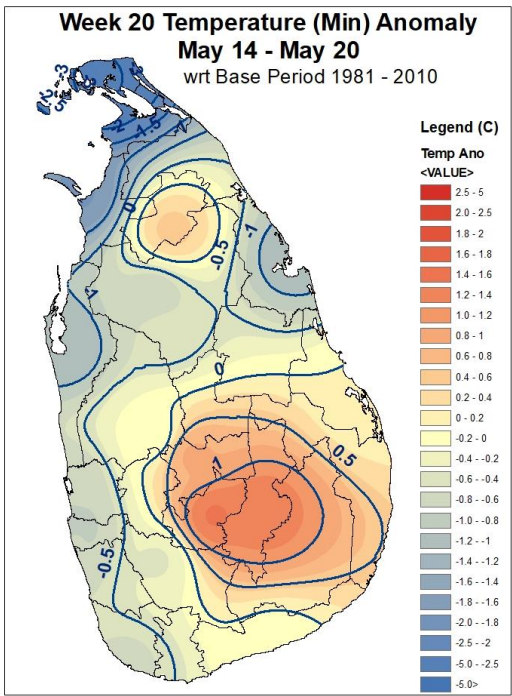 Week 20 Temperature (Min) Anomaly
May 14 - May 20
wrt Base Period 1981 - 2010
Legend (C)
Temp Ano
<VALUE>
2.5 - 5
2.0 - 2.5
1.8 - 2
1.6 - 1.8
1.4 - 1.6
1.2 - 1.4
1.0 - 1.2
0.8 - 1
0.6 - 0.8
0.4 - 0.6
0.2 - 0.4
0 - 0.2
-0.2 - 0
-0.4 - -0.2
-0.6 - -0.4
-0.8 - -0.6
-1.0 - -0.8
-1.2 - -1
-1.4 - -1.2
-1.6 - -1.4
-1.8 - -1.6
-2.0 - -1.8
-2.5 - -2
-5.0 - -2.5
-5.0>
-3
-2
-1.5
-1
0
-0.5
-1
-1
0
0.5
1
-0.5